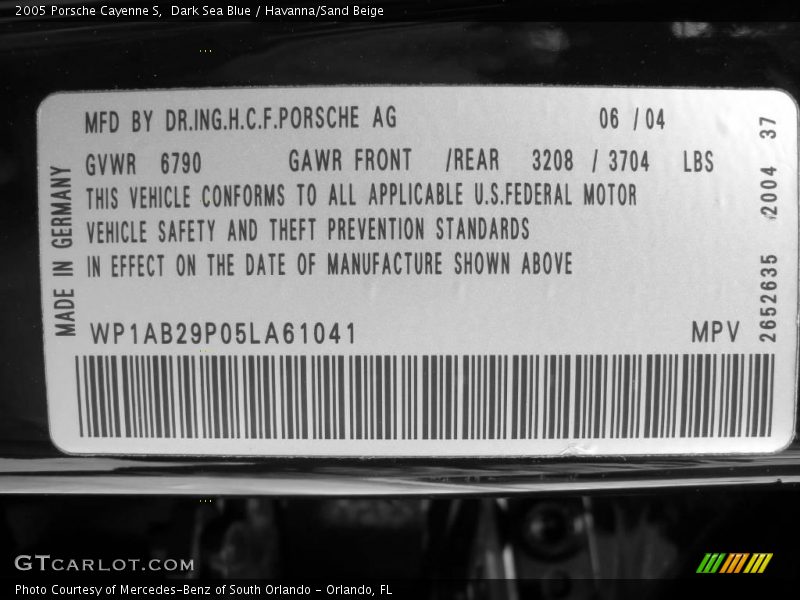 2005 Porsche Cayenne S,  Dark Sea Blue / Havanna/Sand Beige
MFD BY DR.ING.H.C.F.PORSCHE AG 06 /04
GVWR 6790 GAWR FRONT /REAR 3208 / 3704 LBS
THIS VEHICLE CONFORMS TO ALL APPLICABLE U.S.FEDERAL MOTOR
VEHICLE SAFETY AND THEFT PREVENTION STANDARDS
IN EFFECT ON THE DATE OF MANUFACTURE SHOWN ABOVE
WP1AB29P05LA61041 MPV
MADE IN GERMANY
2652635 2004 37
GTCARLOT.COM
Photo Courtesy of Mercedes-Benz of South Orlando - Orlando, FL